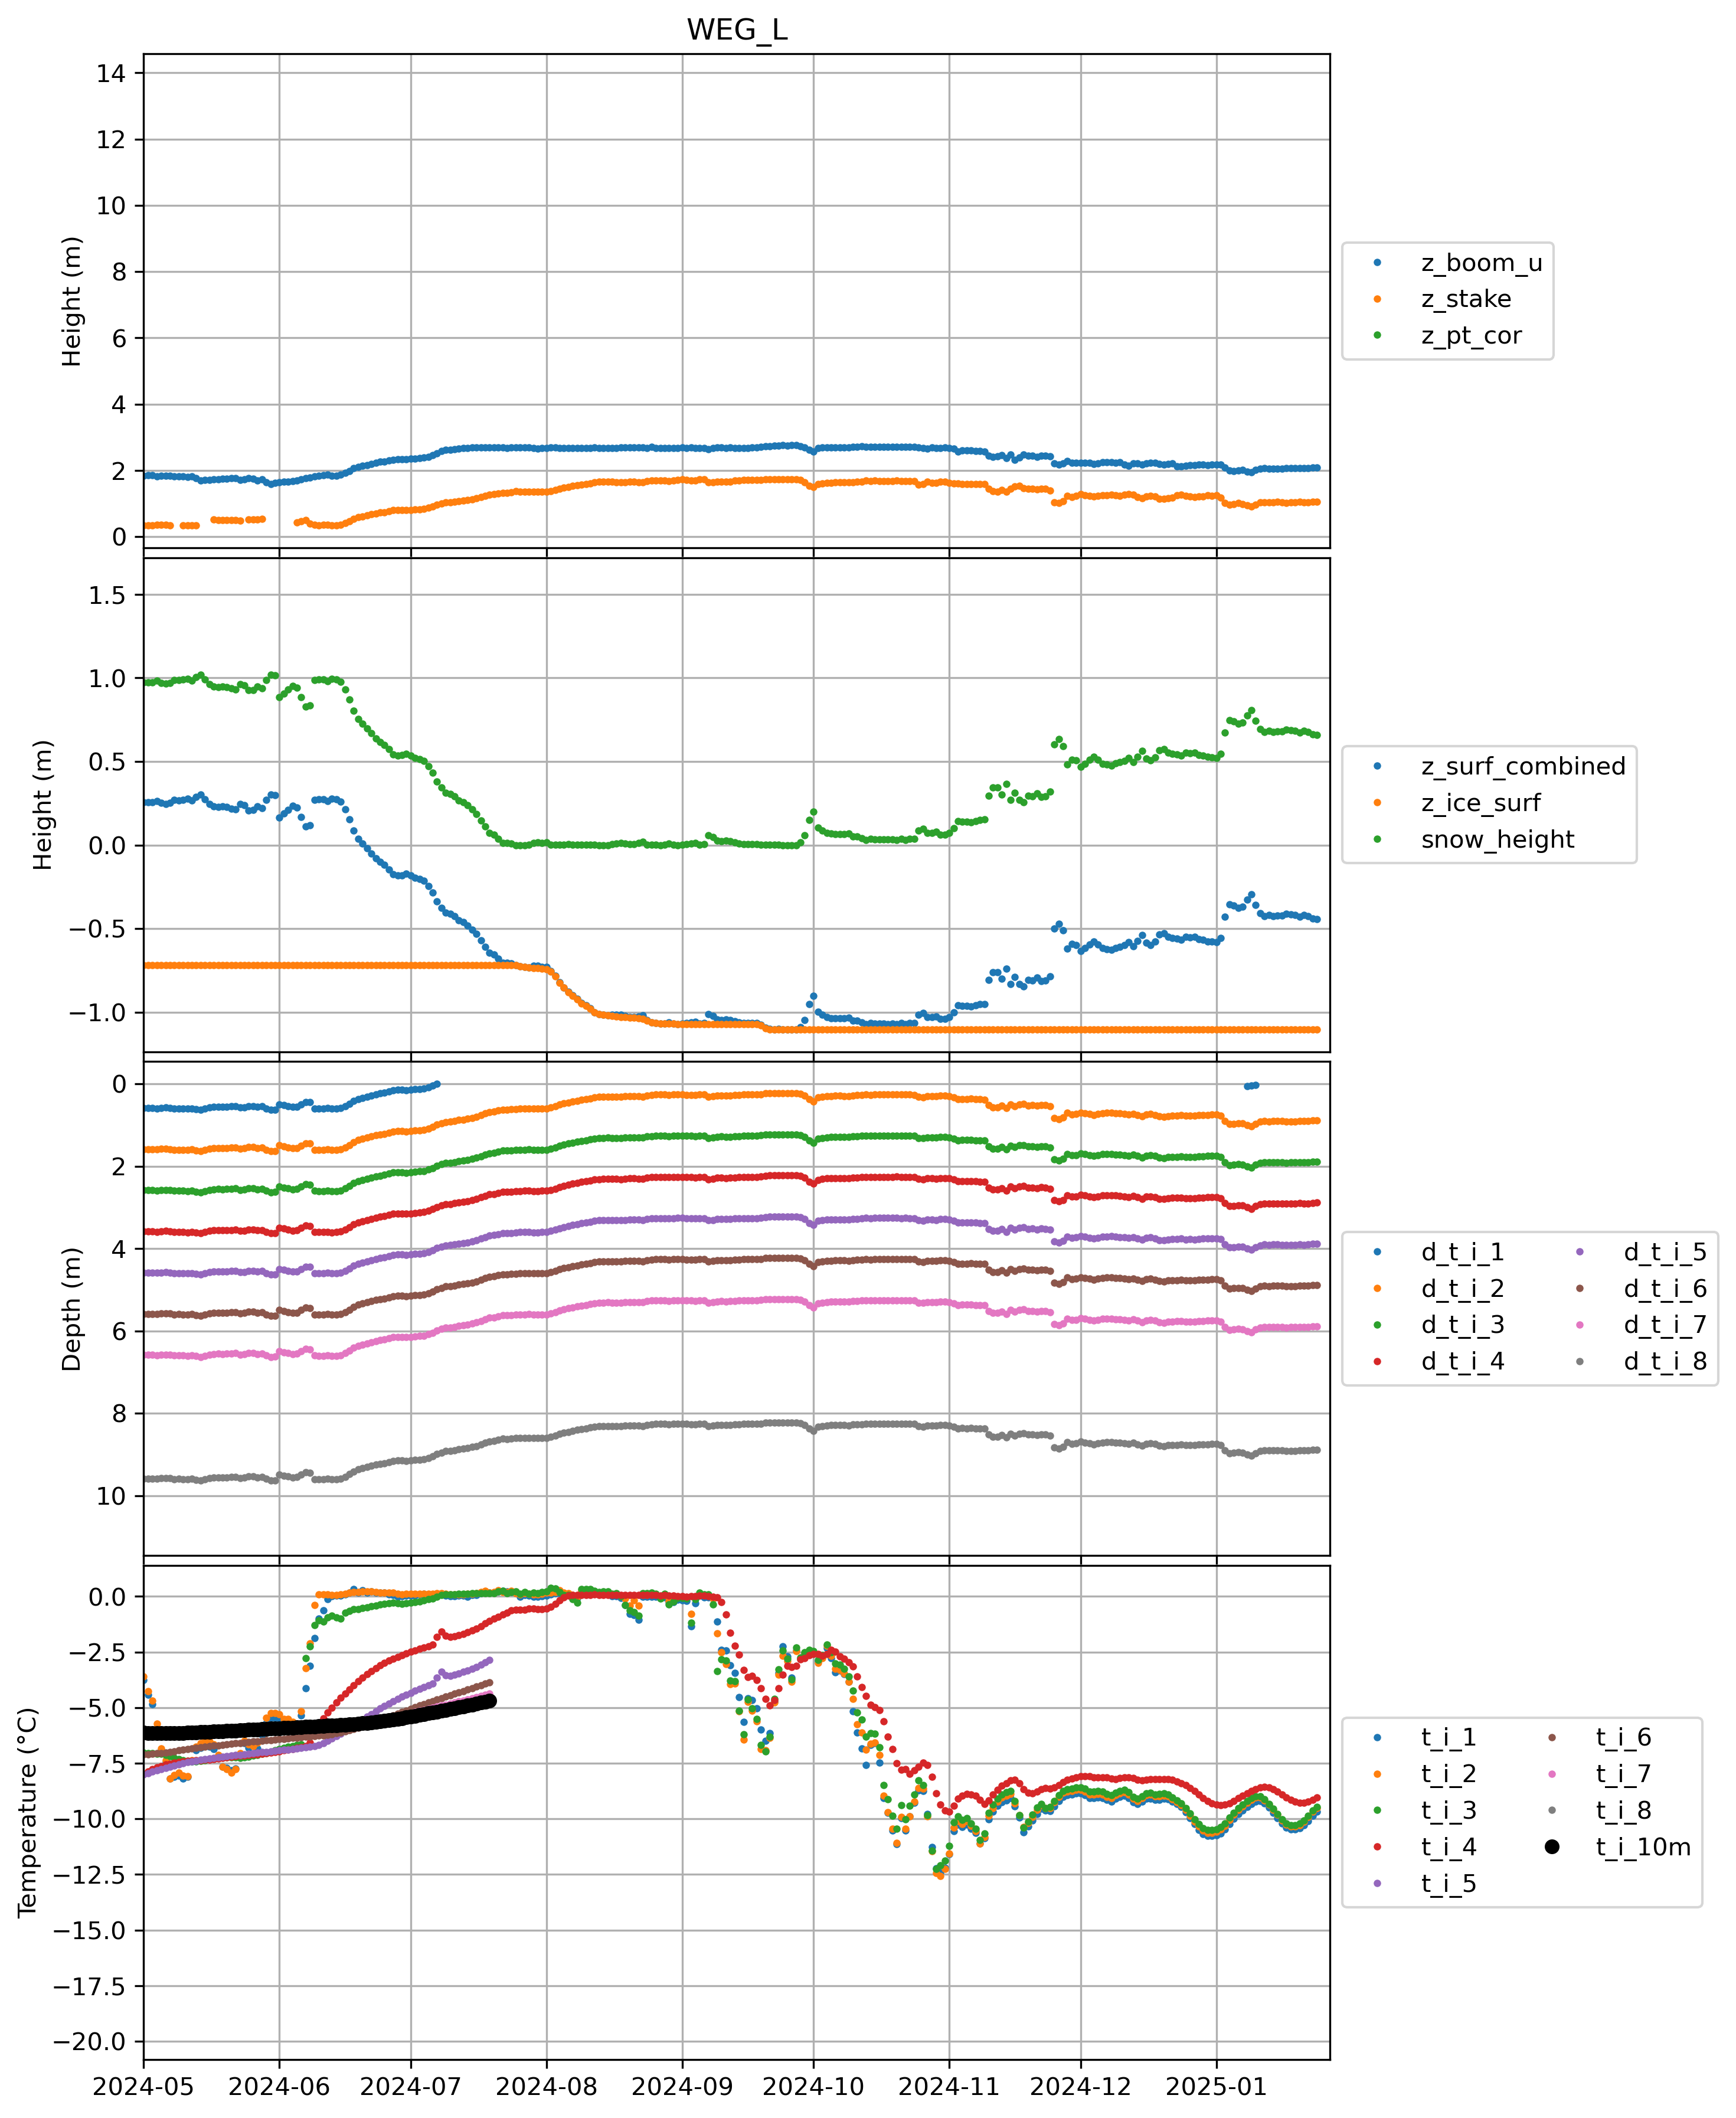 WEG_L
14
12
10
8
6
4
2
0
Height (m)
z_boom_u
z_stake
z_pt_cor
1.5
1.0
0.5
0.0
−0.5
−1.0
Height (m)
z_surf_combined
z_ice_surf
snow_height
0
2
4
6
8
10
Depth (m)
d_t_i_1
d_t_i_2
d_t_i_3
d_t_i_4
d_t_i_5
d_t_i_6
d_t_i_7
d_t_i_8
0.0
−2.5
−5.0
−7.5
−10.0
−12.5
−15.0
−17.5
−20.0
Temperature (°C)
t_i_1
t_i_2
t_i_3
t_i_4
t_i_5
t_i_6
t_i_7
t_i_8
t_i_10m
2024-05 2024-06 2024-07 2024-08 2024-09 2024-10 2024-11 2024-12 2025-01